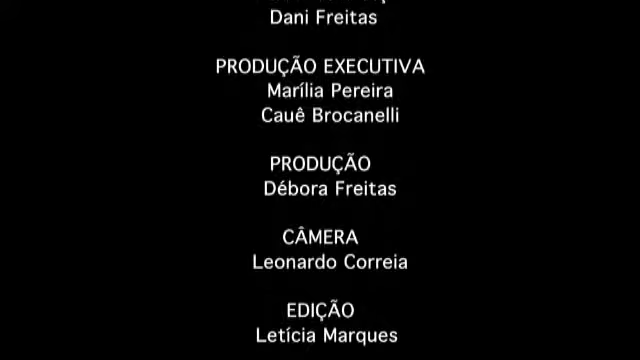 Dani Freitas
PRODUÇÃO EXECUTIVA
Marília Pereira
Cauê Brocanelli
PRODUÇÃO
Débora Freitas
CÂMERA
Leonardo Correia
EDIÇÃO
Letícia Marques